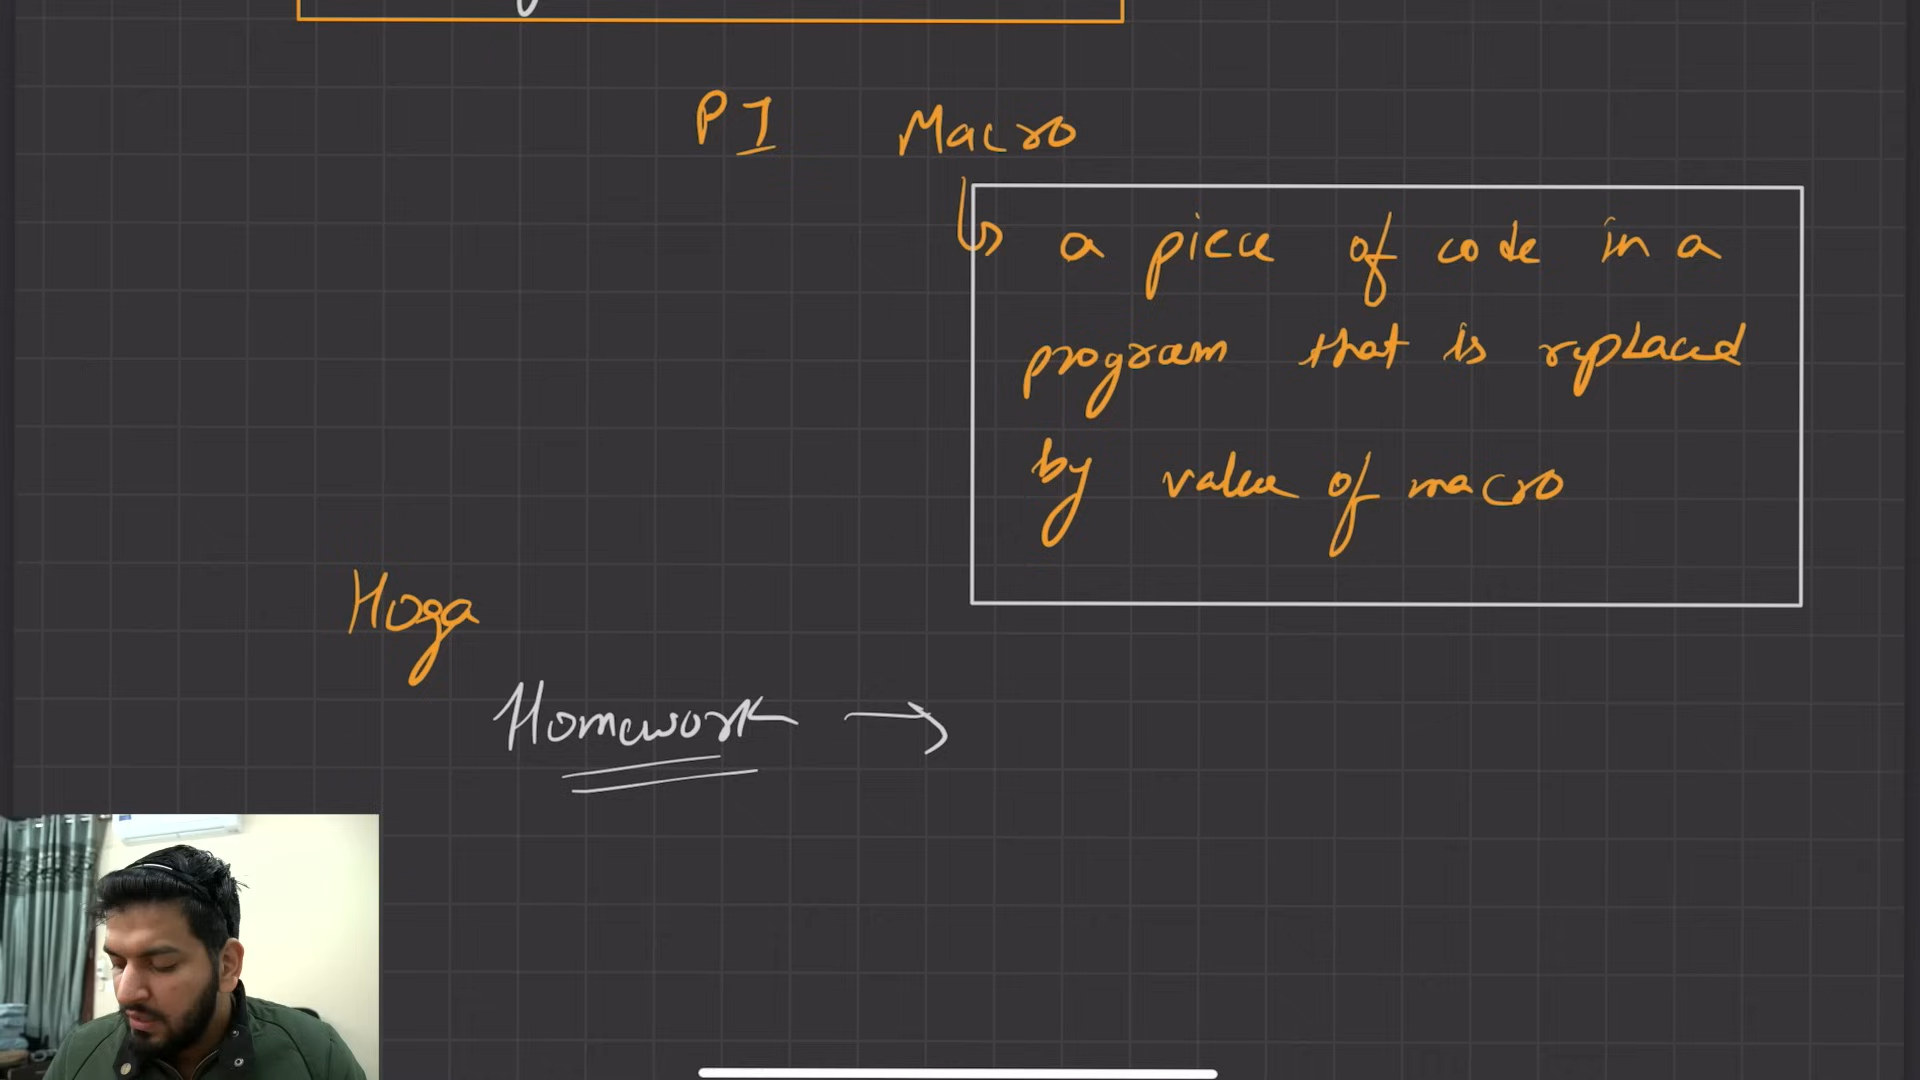 PI Macro
a piece of code in a
program that is replaced
by value of macro
Hoga
Homework →